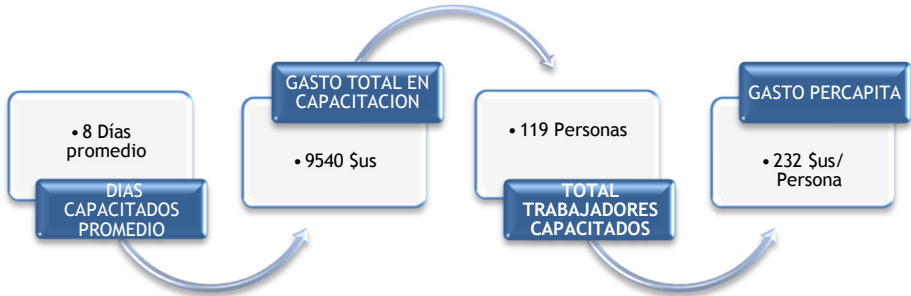 • 8 Días
promedio
DIAS
CAPACITADOS
PROMEDIO
GASTO TOTAL EN
CAPACITACION
• 9540 $us
• 119 Personas
TOTAL
TRABAJADORES
CAPACITADOS
GASTO PERCAPITA
• 232 $us/
Persona